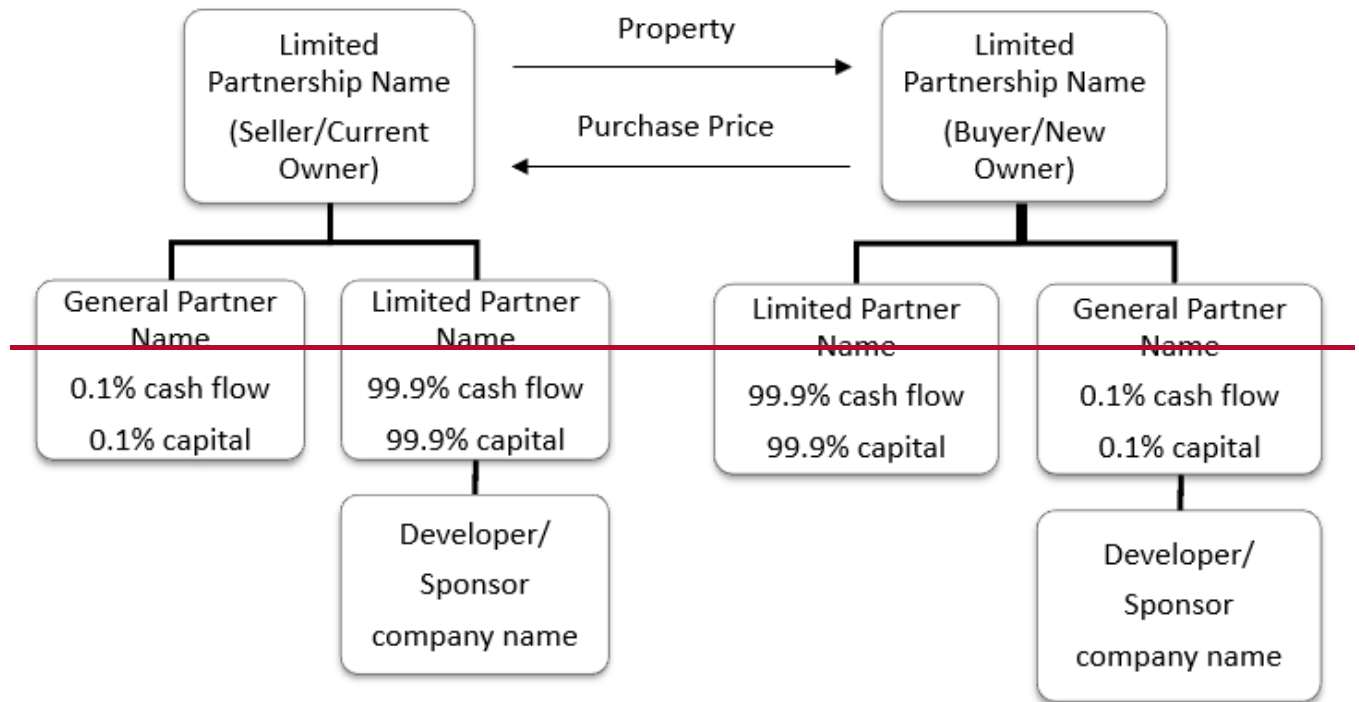 Limited
Partnership Name
(Seller/Current
Owner)
Property
Purchase Price
Limited
Partnership Name
(Buyer/New
Owner)
General Partner
Name
0.1% cash flow
0.1% capital
Limited Partner
Name
99.9% cash flow
99.9% capital
Limited Partner
Name
99.9% cash flow
99.9% capital
General Partner
Name
0.1% cash flow
0.1% capital
Developer/
Sponsor
company name
Developer/
Sponsor
company name